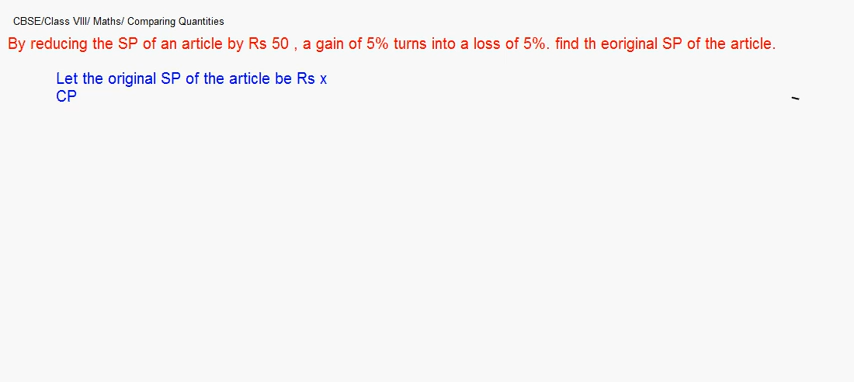 CBSE/Class VIII/ Maths/ Comparing Quantities
By reducing the SP of an article by Rs 50 , a gain of 5% turns into a loss of 5%. find th eoriginal SP of the article.
Let the original SP of the article be Rs x
CP